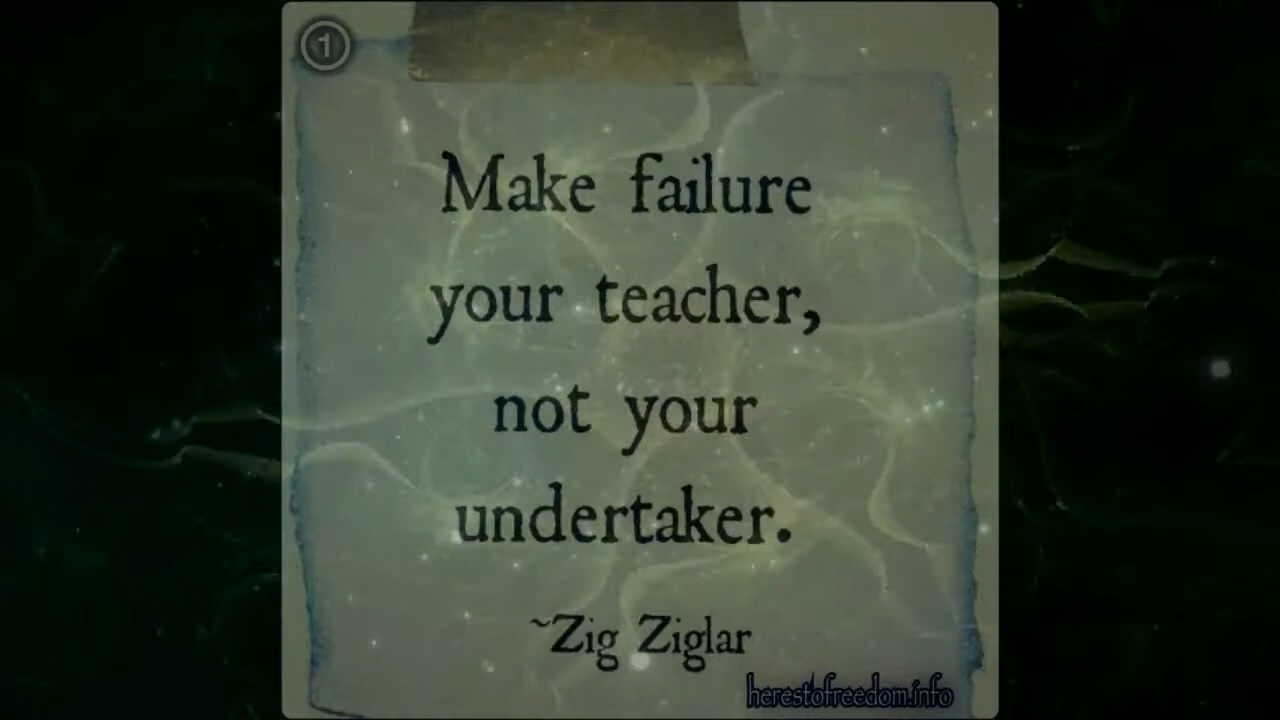 1
Make failure
your teacher,
not your
undertaker.
~Zig Ziglar
herestofreedom.info